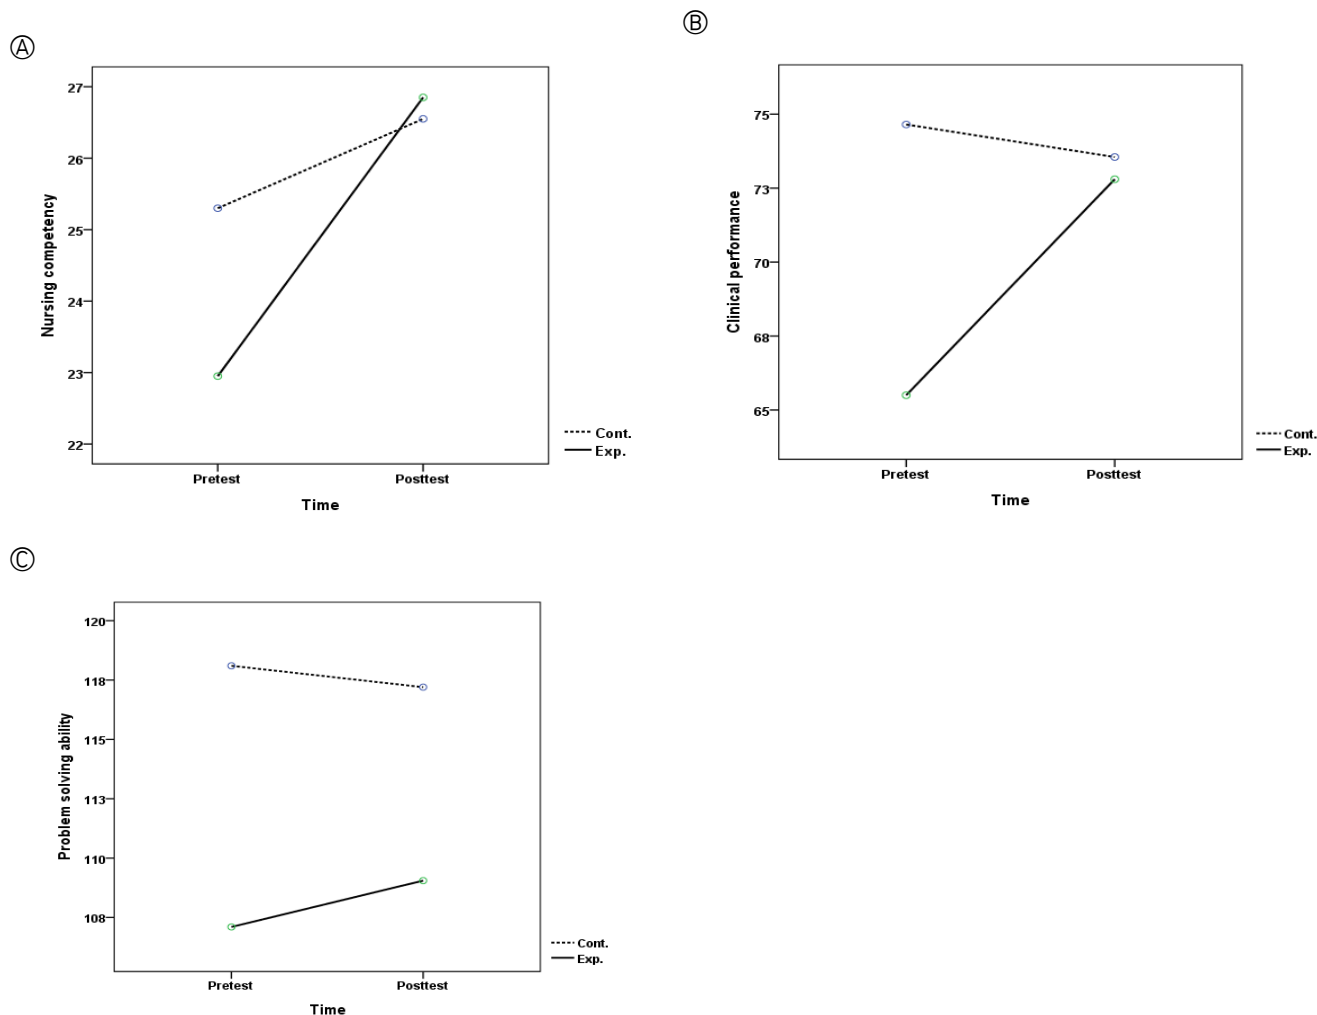 Ⓐ
Nursing competency
27
26
25
24
23
22
Pretest
Posttest
Time
Cont.
Exp.
Ⓑ
Clinical performance
75
73
70
68
65
Pretest
Posttest
Time
Cont.
Exp.
Ⓒ
Problem solving ability
120
118
115
113
110
108
Pretest
Posttest
Time
Cont.
Exp.